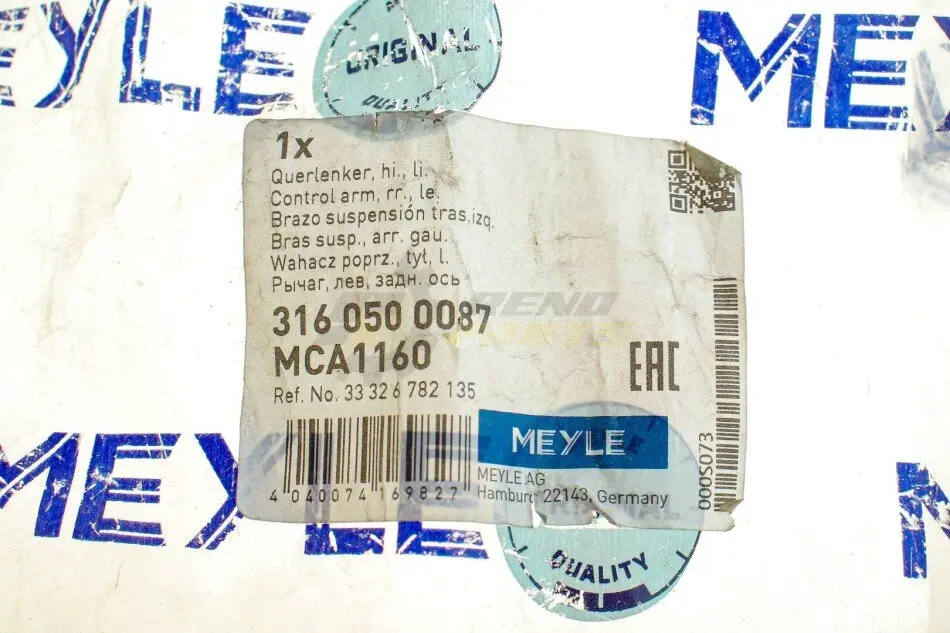 MEYLE
ORIGINAL
QUALITY
MEYLE
1x
Querlenker, hi., li.
Control arm, rr., le.
Brazo suspensión tras.izq.
Bras susp., arr. gau.
Wahacz poprz., tył, l.
Рычаг, лев, задн. ось
316 050 0087
MCA1160
Ref. No. 33 32 6 782 135
EAC
MEYLE
MEYLE AG
Hamburg 22143, Germany
4 040074 169827
000S073
MEYLE
MEYLE
QUALITY